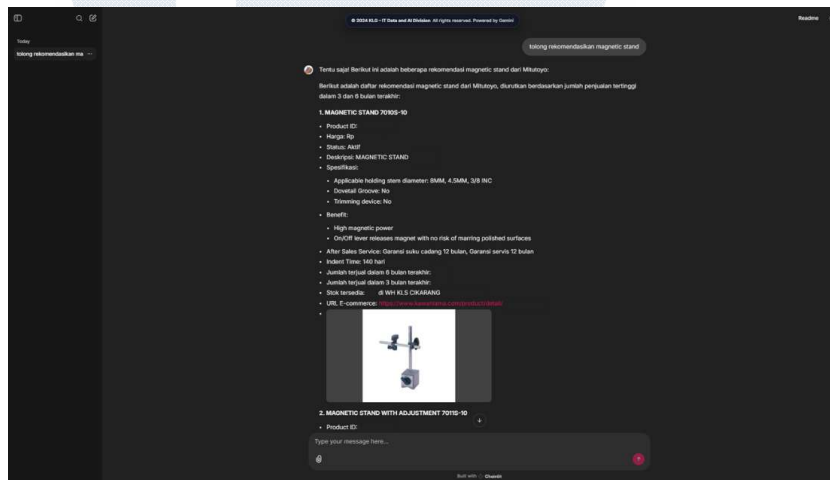 © 2024 KLG - IT Data and AI Division. All rights reserved. Powered by Gemini
Readme
Today
tolong rekomendasikan ma ...
tolong rekomendasikan magnetic stand
Tentu saja! Berikut ini adalah beberapa rekomendasi magnetic stand dari Mitutoyo:
Berikut adalah daftar rekomendasi magnetic stand dari Mitutoyo, diurutkan berdasarkan jumlah penjualan tertinggi
dalam 3 dan 6 bulan terakhir:
1. MAGNETIC STAND 7010S-10
• Product ID:
• Harga: Rp
• Status: Aktif
• Deskripsi: MAGNETIC STAND
• Spesifikasi:
• Applicable holding stem diameter: 8MM, 4.5MM, 3/8 INC
• Dovetail Groove: No
• Trimming device: No
• Benefit:
• High magnetic power
• On/Off lever releases magnet with no risk of marring polished surfaces
• After Sales Service: Garansi suku cadang 12 bulan, Garansi servis 12 bulan
• Indent Time: 140 hari
• Jumlah terjual dalam 6 bulan terakhir:
• Jumlah terjual dalam 3 bulan terakhir:
• Stok tersedia: di WH KLS CIKARANG
• URL E-commerce: https://www.kawanlama.com/product/detail/
2. MAGNETIC STAND WITH ADJUSTMENT 7011S-10
• Product ID:
Type your message here...
Built with Chainlit